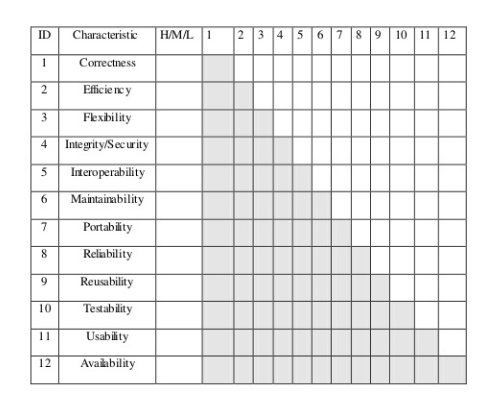 ID Characteristic H/M/L 1 2 3 4 5 6 7 8 9 10 11 12
1 Correctness
2 Efficiency
3 Flexibility
4 Integrity/Security
5 Interoperability
6 Maintainability
7 Portability
8 Reliability
9 Reusability
10 Testability
11 Usability
12 Availability